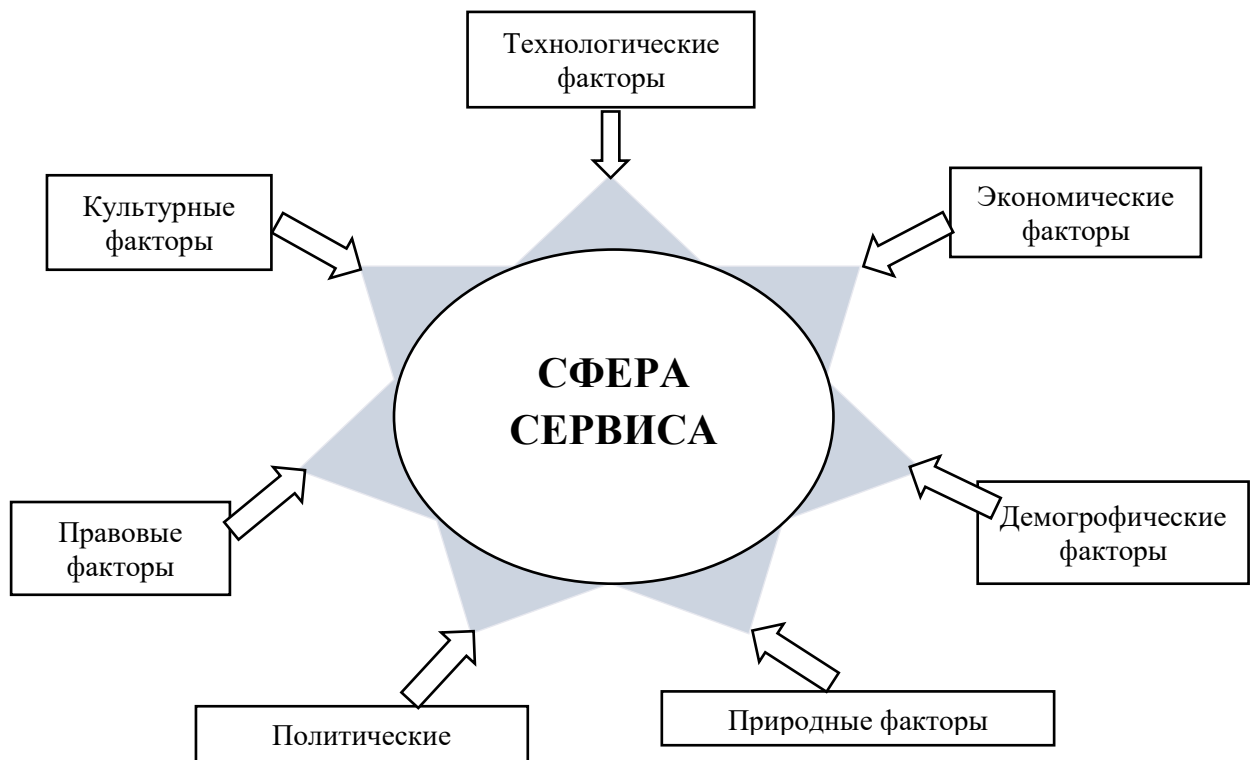 Технологические
факторы
Культурные
факторы
Экономические
факторы
СФЕРА
СЕРВИСА
Правовые
факторы
Демогрофические
факторы
Политические
Природные факторы